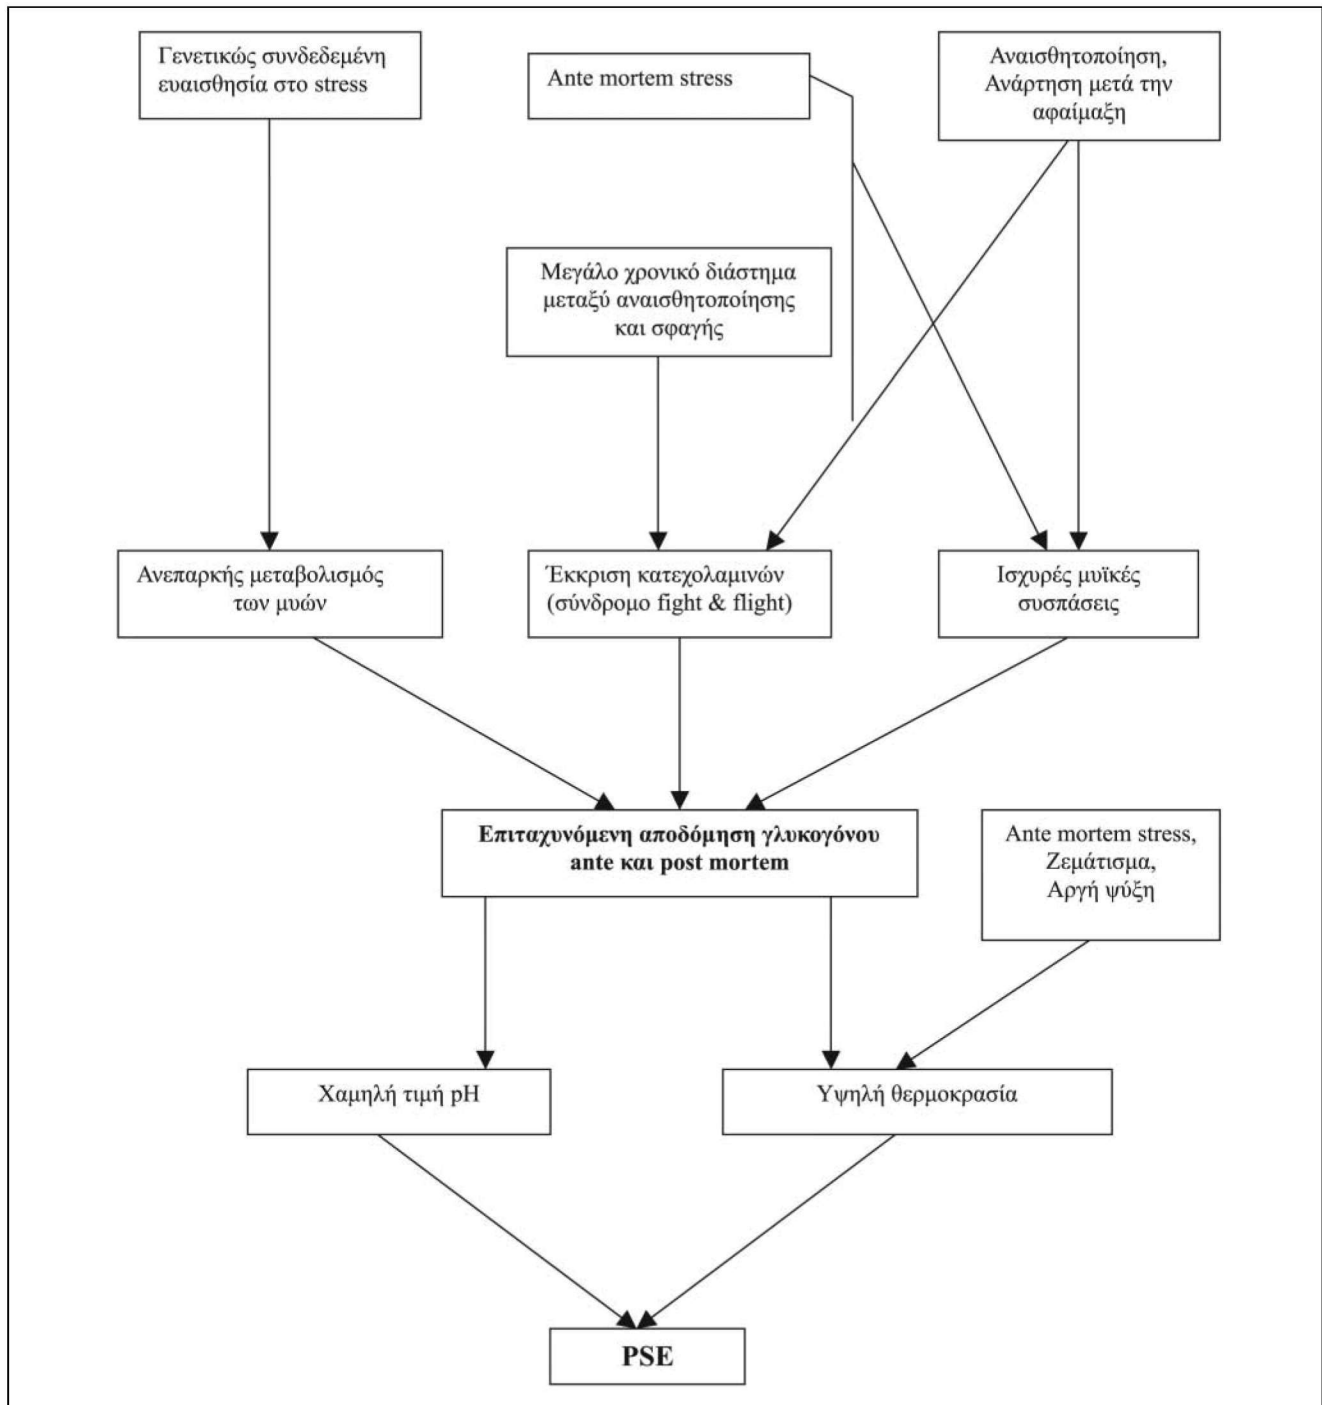 Γενετικώς συνδεδεμένη
ευαισθησία στο stress
Ante mortem stress
Αναισθητοποίηση,
Ανάρτηση μετά την
αφαίμαξη
Μεγάλο χρονικό διάστημα
μεταξύ αναισθητοποίησης
και σφαγής
Ανεπαρκής μεταβολισμός
των μυών
Έκκριση κατεχολαμινών
(σύνδρομο fight & flight)
Ισχυρές μυϊκές
συσπάσεις
Επιταχυνόμενη αποδόμηση γλυκογόνου
ante και post mortem
Ante mortem stress,
Ζεμάτισμα,
Αργή ψύξη
Χαμηλή τιμή pH
Υψηλή θερμοκρασία
PSE